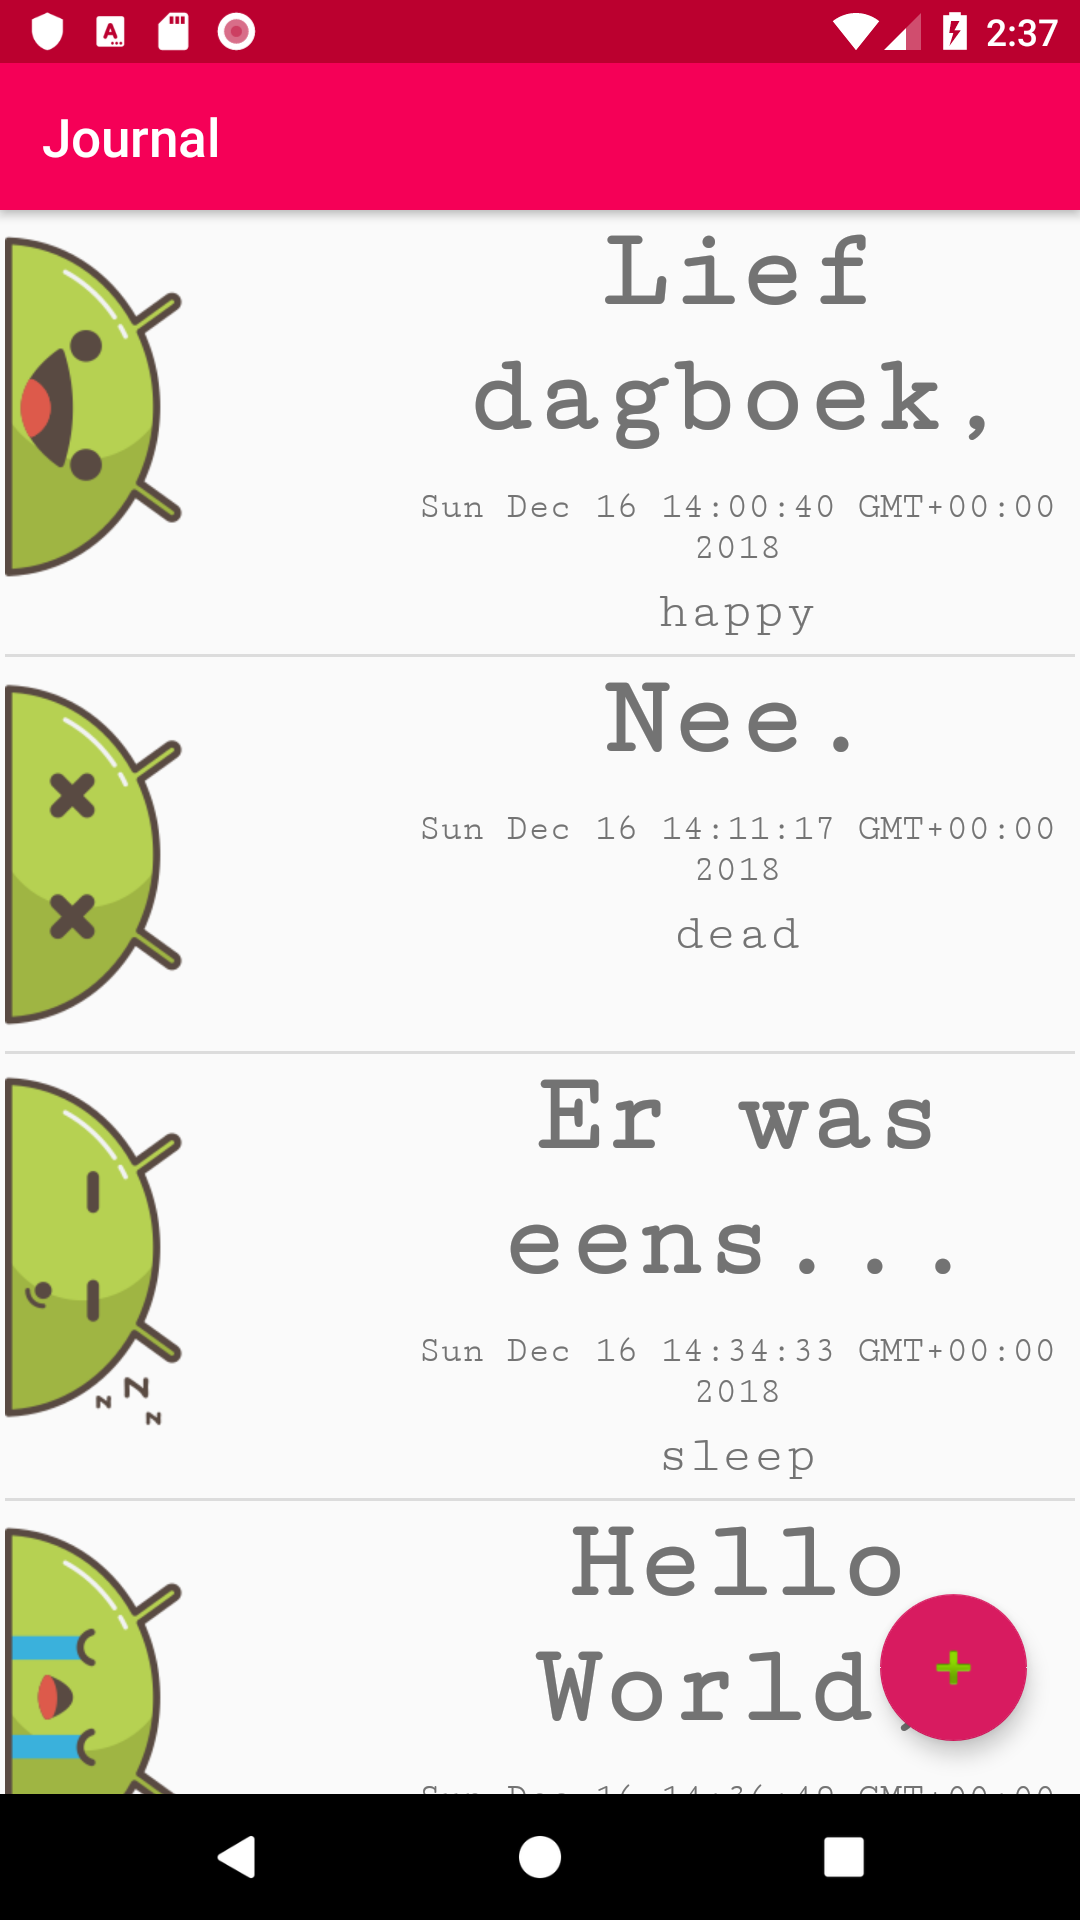 2:37
Journal
Lief
dagboek,
Sun Dec 16 14:00:40 GMT+00:00
2018
happy
Nee.
Sun Dec 16 14:11:17 GMT+00:00
2018
dead
Er was
eens...
Sun Dec 16 14:34:33 GMT+00:00
2018
sleep
z Z z
Hello
World,